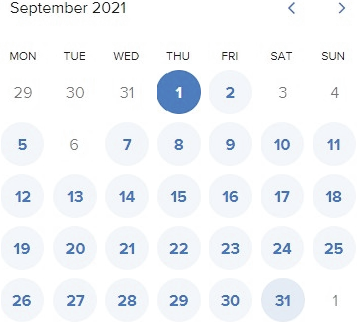 September 2021
MON TUE WED THU FRI SAT SUN
29 30 31 1 2 3 4
5 6 7 8 9 10 11
12 13 14 15 16 17 18
19 20 21 22 23 24 25
26 27 28 29 30 31 1